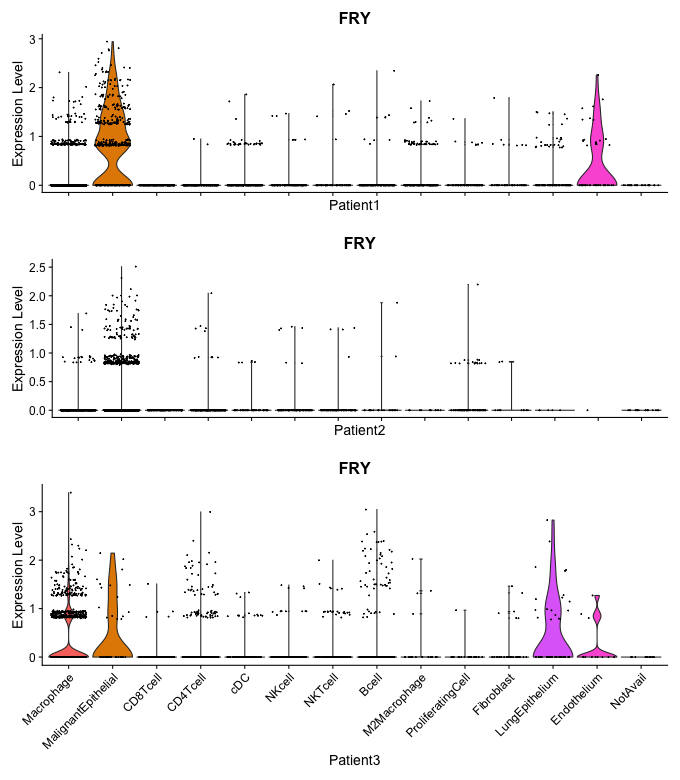 FRY
Expression Level
3
2
1
0
Patient1
FRY
Expression Level
2.5
2.0
1.5
1.0
0.5
0.0
Patient2
FRY
Expression Level
3
2
1
0
Macrophage
MalignantEpithelial
CD8Tcell
CD4Tcell
cDC
NKcell
NKTcell
Bcell
M2Macrophage
ProliferatingCell
Fibroblast
LungEpithelium
Endothelium
NotAvail
Patient3